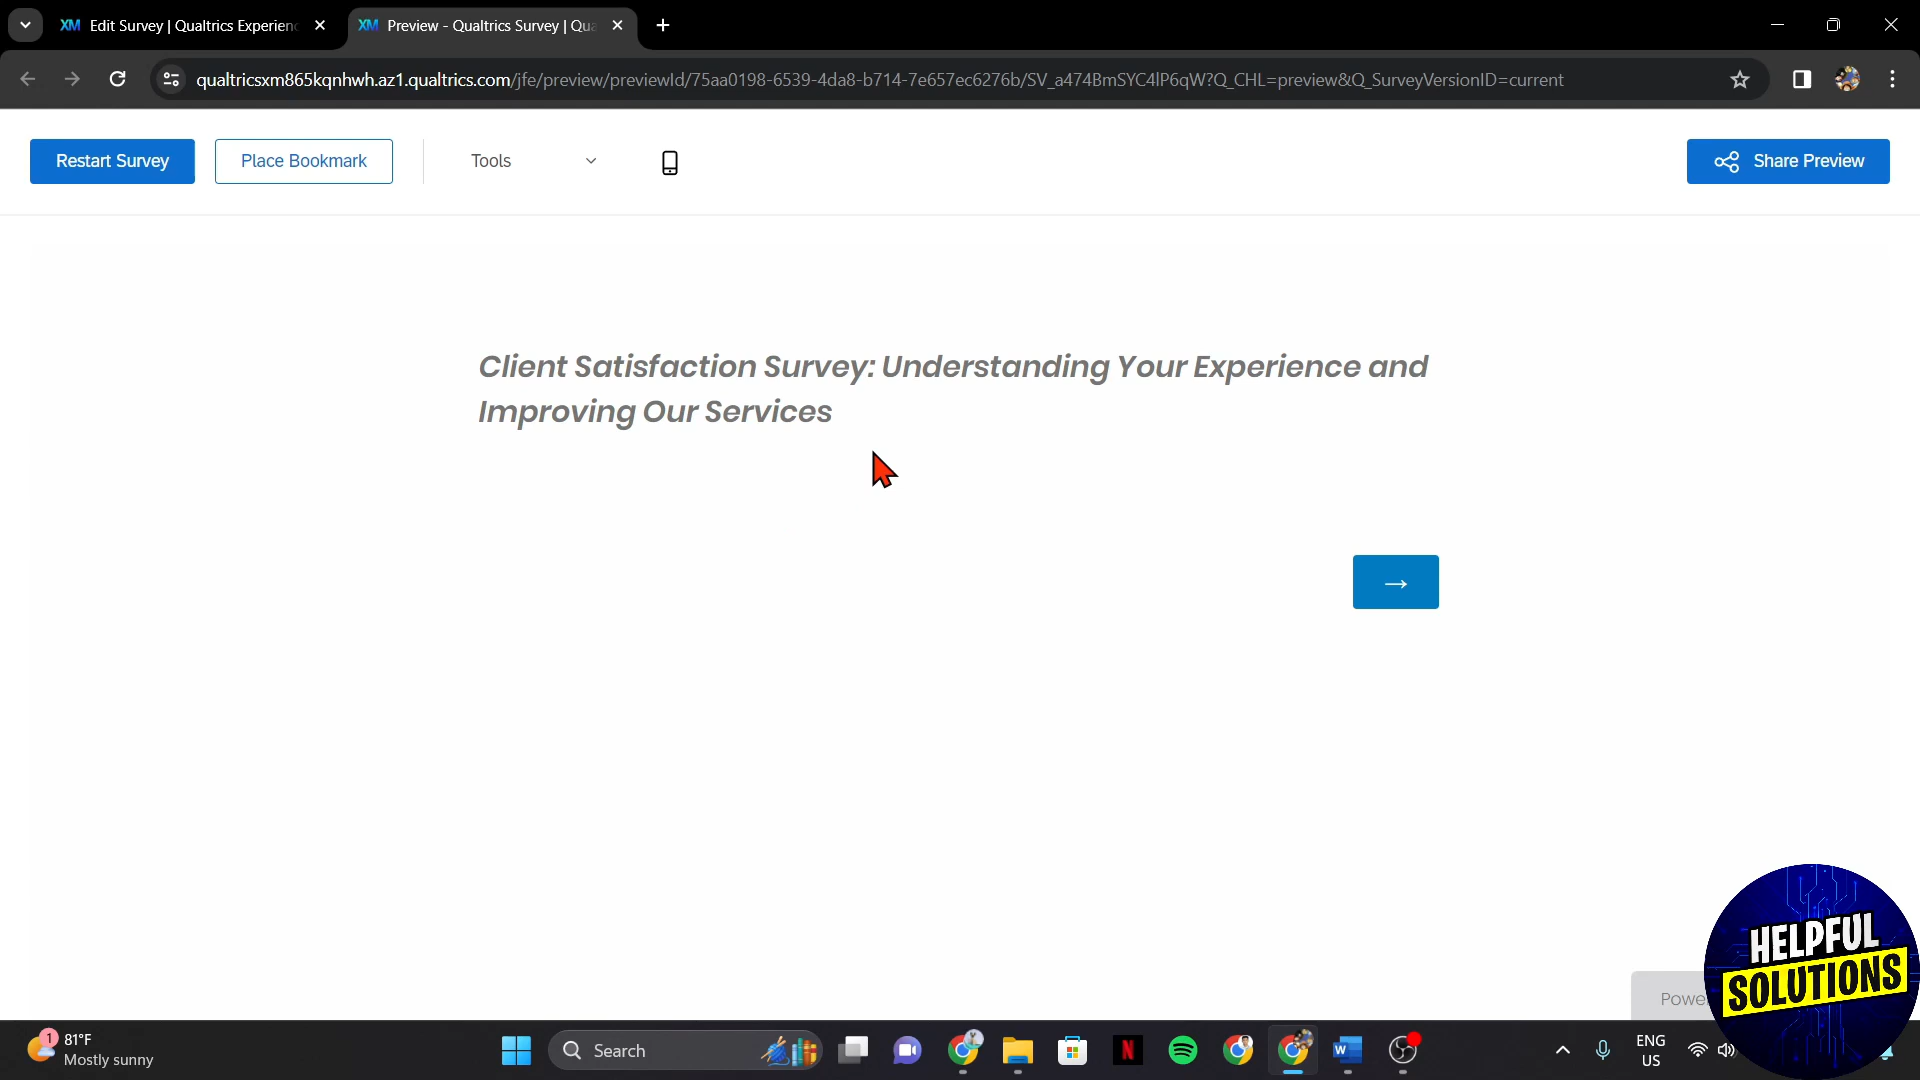 Edit Survey | Qualtrics Experienc
Preview - Qualtrics Survey | Qua
qualtricsxm865kqnhwh.az1.qualtrics.com/jfe/preview/previewId/75aa0198-6539-4da8-b714-7e657ec6276b/SV_a474BmSYC4lP6qW?Q_CHL=preview&Q_SurveyVersionID=current
Restart Survey
Place Bookmark
Tools
Share Preview
Client Satisfaction Survey: Understanding Your Experience and
Improving Our Services
→
HELPFUL
SOLUTIONS
1
81°F
Mostly sunny
Search
ENG
US